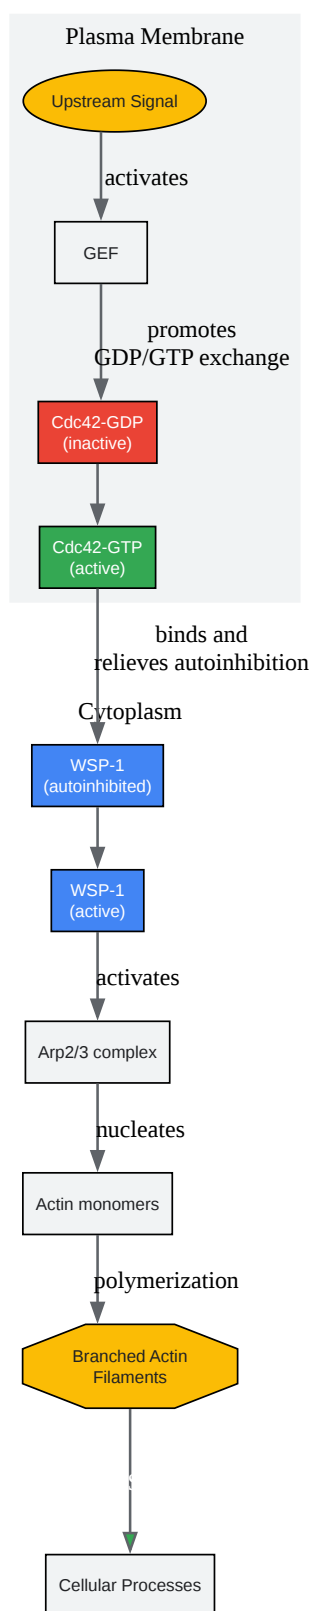 Plasma Membrane
Upstream Signal
activates
GEF
promotes
GDP/GTP exchange
Cdc42-GDP
(inactive)
Cdc42-GTP
(active)
binds and
relieves autoinhibition
Cytoplasm
WSP-1
(autoinhibited)
WSP-1
(active)
activates
Arp2/3 complex
nucleates
Actin monomers
polymerization
Branched Actin
Filaments
Cellular Processes